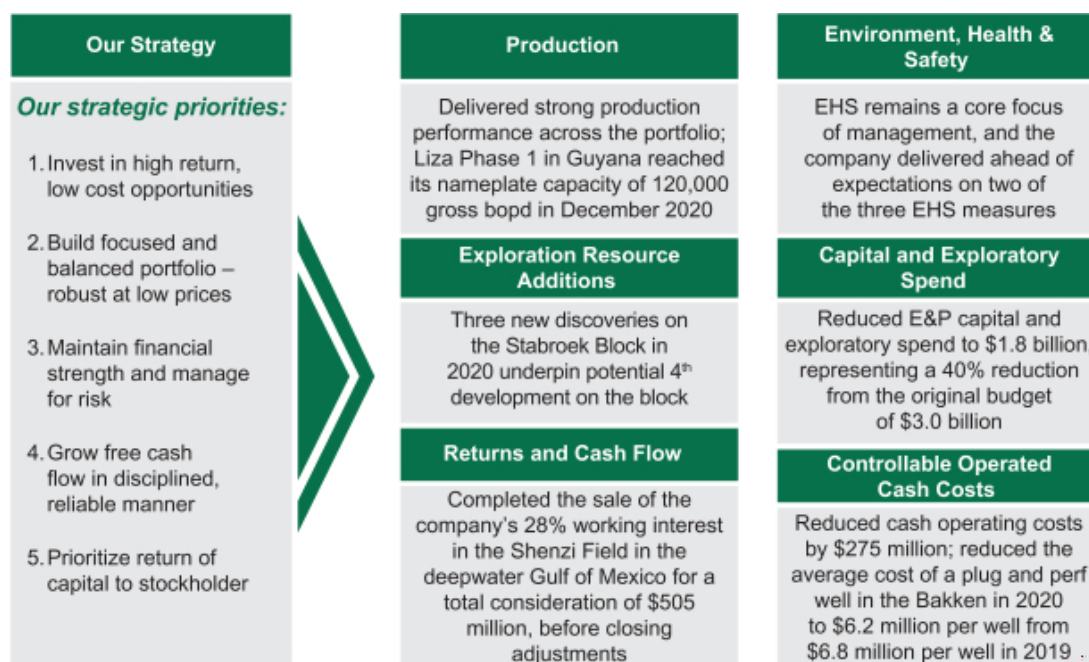 Our Strategy
Our strategic priorities:
1. Invest in high return,
low cost opportunities
2. Build focused and
balanced portfolio –
robust at low prices
3. Maintain financial
strength and manage
for risk
4. Grow free cash
flow in disciplined,
reliable manner
5. Prioritize return of
capital to stockholder
Production
Delivered strong production
performance across the portfolio;
Liza Phase 1 in Guyana reached
its nameplate capacity of 120,000
gross bopd in December 2020
Exploration Resource
Additions
Three new discoveries on
the Stabroek Block in
2020 underpin potential 4th
development on the block
Returns and Cash Flow
Completed the sale of the
company's 28% working interest
in the Shenzi Field in the
deepwater Gulf of Mexico for a
total consideration of $505
million, before closing
adjustments
Environment, Health &
Safety
EHS remains a core focus
of management, and the
company delivered ahead of
expectations on two of
the three EHS measures
Capital and Exploratory
Spend
Reduced E&P capital and
exploratory spend to $1.8 billion
representing a 40% reduction
from the original budget
of $3.0 billion
Controllable Operated
Cash Costs
Reduced cash operating costs
by $275 million; reduced the
average cost of a plug and perf
well in the Bakken in 2020
to $6.2 million per well from
$6.8 million per well in 2019 .